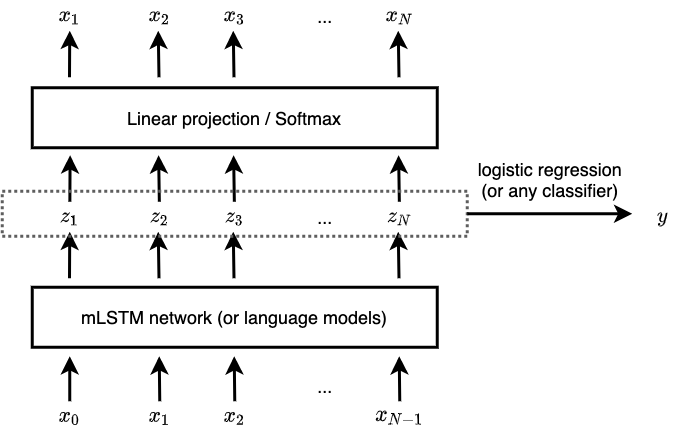 x_1 x_2 x_3 ... x_N
Linear projection / Softmax
logistic regression
(or any classifier)
z_1 z_2 z_3 ... z_N
y
mLSTM network (or language models)
...
x_0 x_1 x_2 x_{N-1}